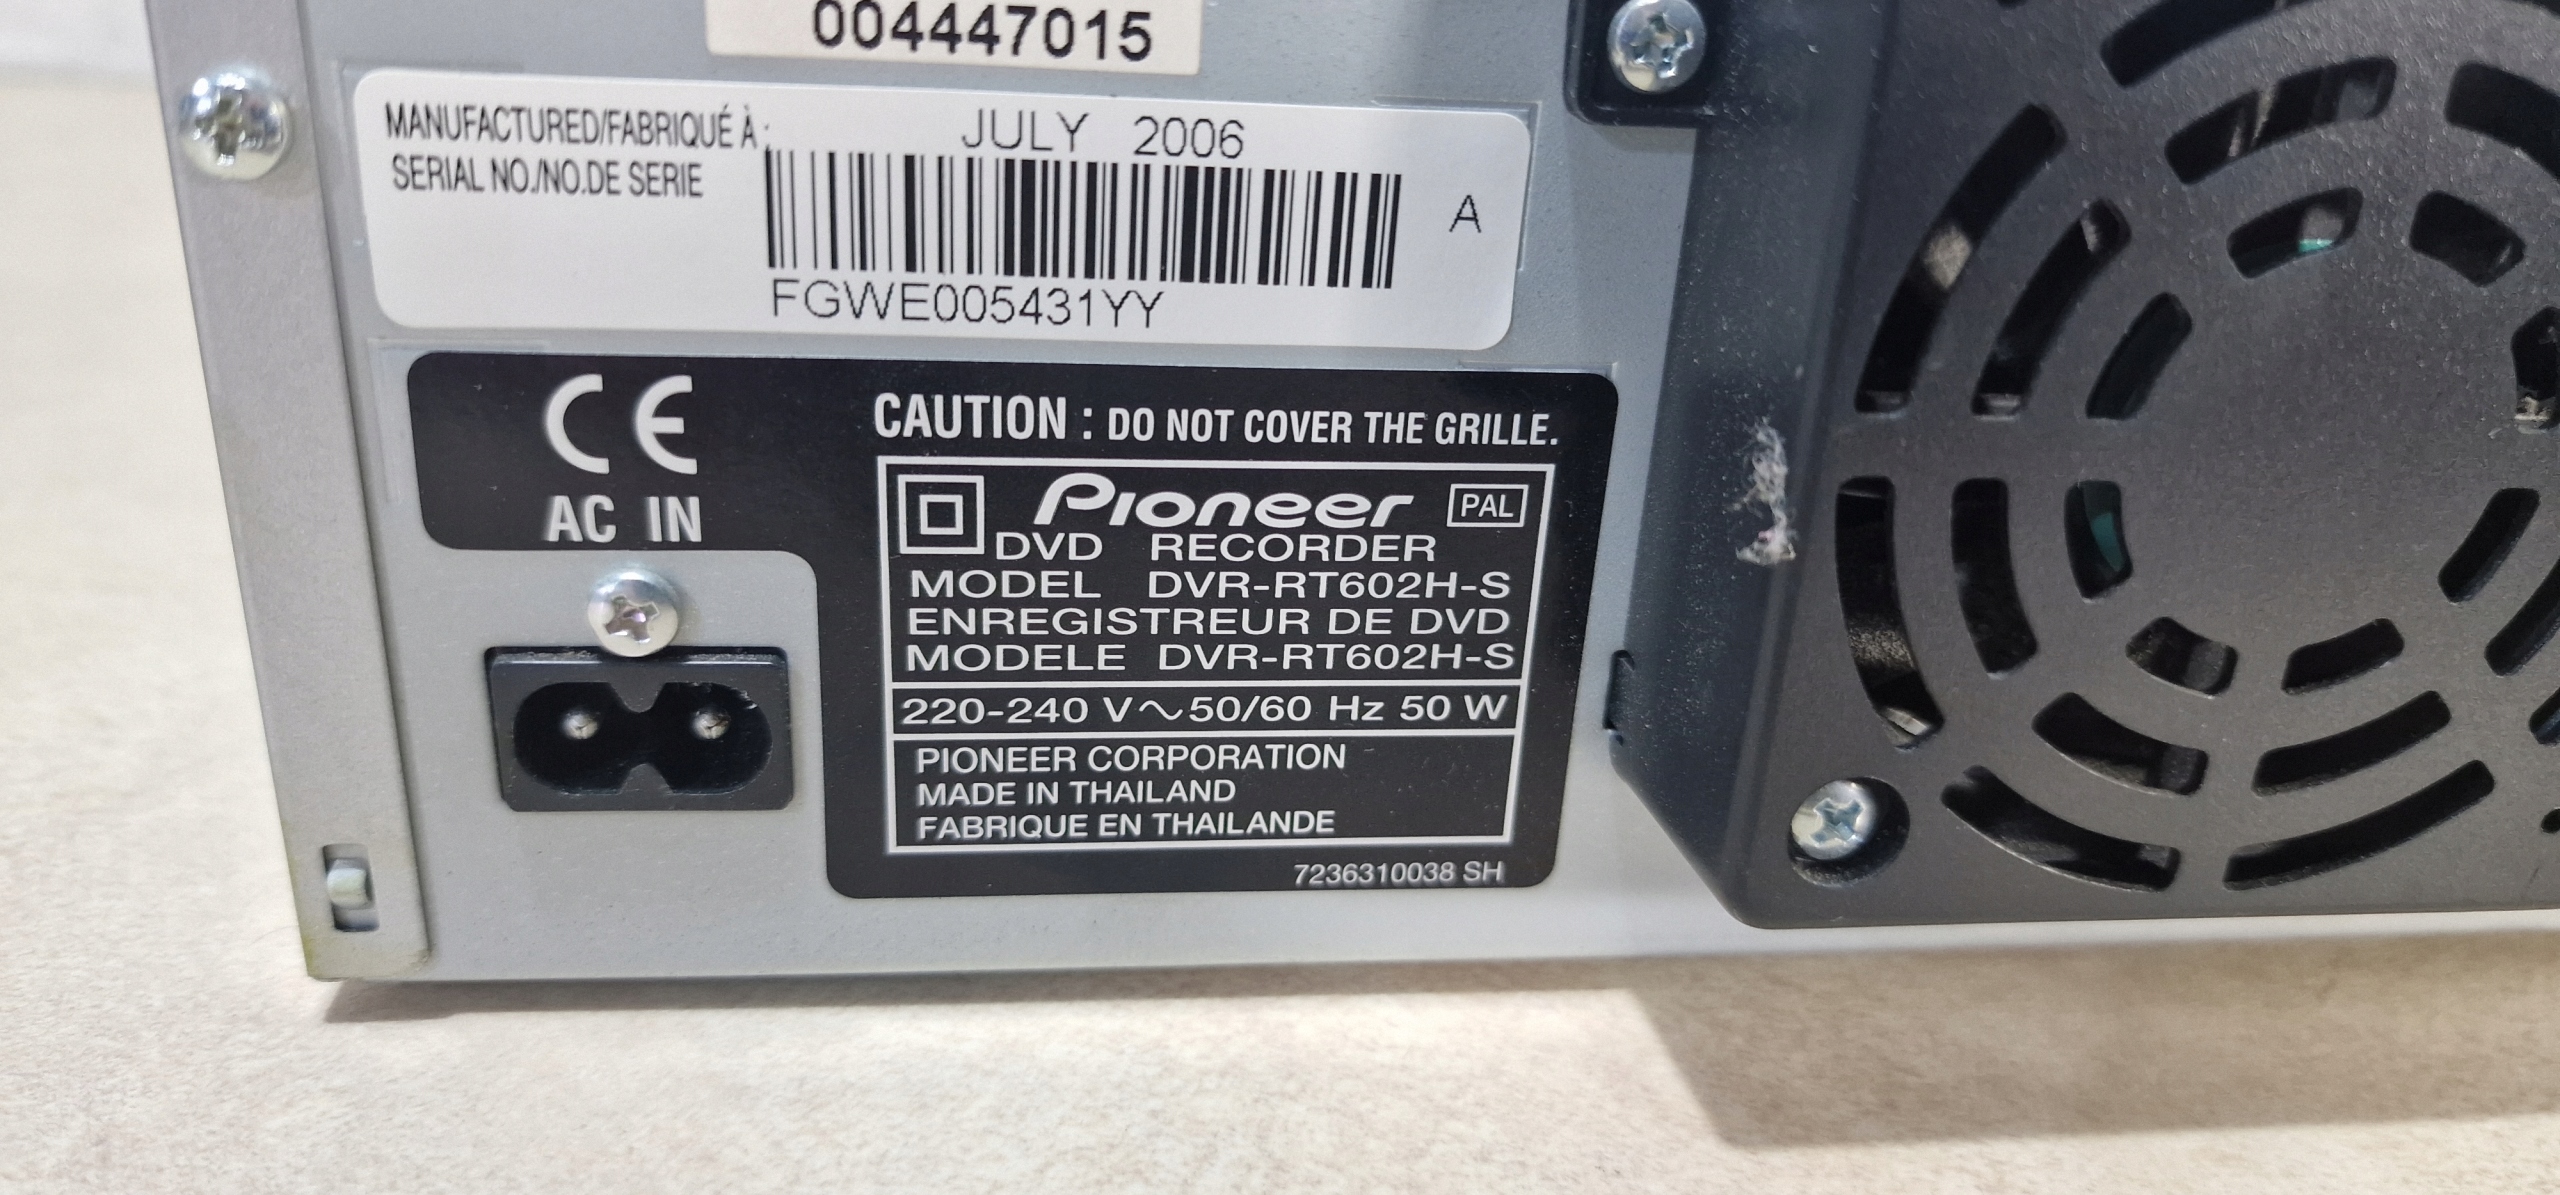 004447015
MANUFACTURED/FABRIQUÉ À :
JULY 2006
SERIAL NO./NO.DE SERIE
A
FGWE005431YY
CE
AC IN
CAUTION : DO NOT COVER THE GRILLE.
Pioneer
PAL
DVD RECORDER
MODEL DVR-RT602H-S
ENREGISTREUR DE DVD
MODELE DVR-RT602H-S
220-240 V~50/60 Hz 50 W
PIONEER CORPORATION
MADE IN THAILAND
FABRIQUE EN THAILANDE
7236310038 SH